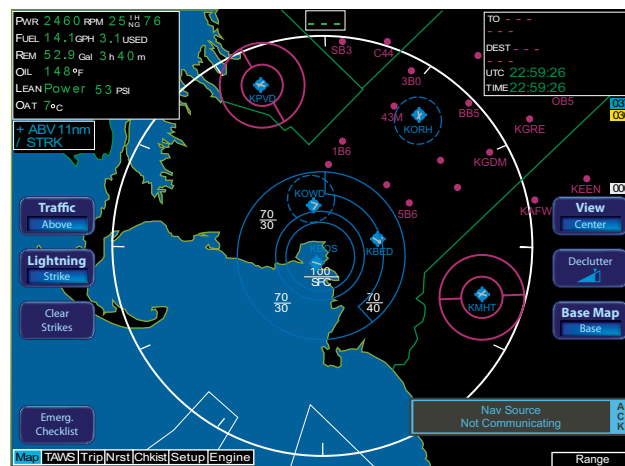 PWR 2460 RPM 25 IH NG 76
FUEL 14.1 GPH 3.1 USED
REM 52.9 Gal 3h40m
OIL 148°F
LEAN Power 53 PSI
OAT 7°C
+ ABV 11nm
/ STRK
- - -
TO - - -
- - -
DEST - - -
- - -
UTC 22:59:26
TIME 22:59:26
SB3
C44
3B0
KPVD
43M
KORH
BB5
OB5
KGRE
1B6
KGDM
KEEN
KAFW
5B6
KOWD
70
30
KBED
100
SFC
70
30
70
40
KMHT
Traffic
Above
Lightning
Strike
Clear
Strikes
Emerg.
Checklist
View
Center
Declutter
Base Map
Base
Nav Source
Not Communicating
A
C
K
Map TAWS Trip Nrst Chkist Setup Engine
Range